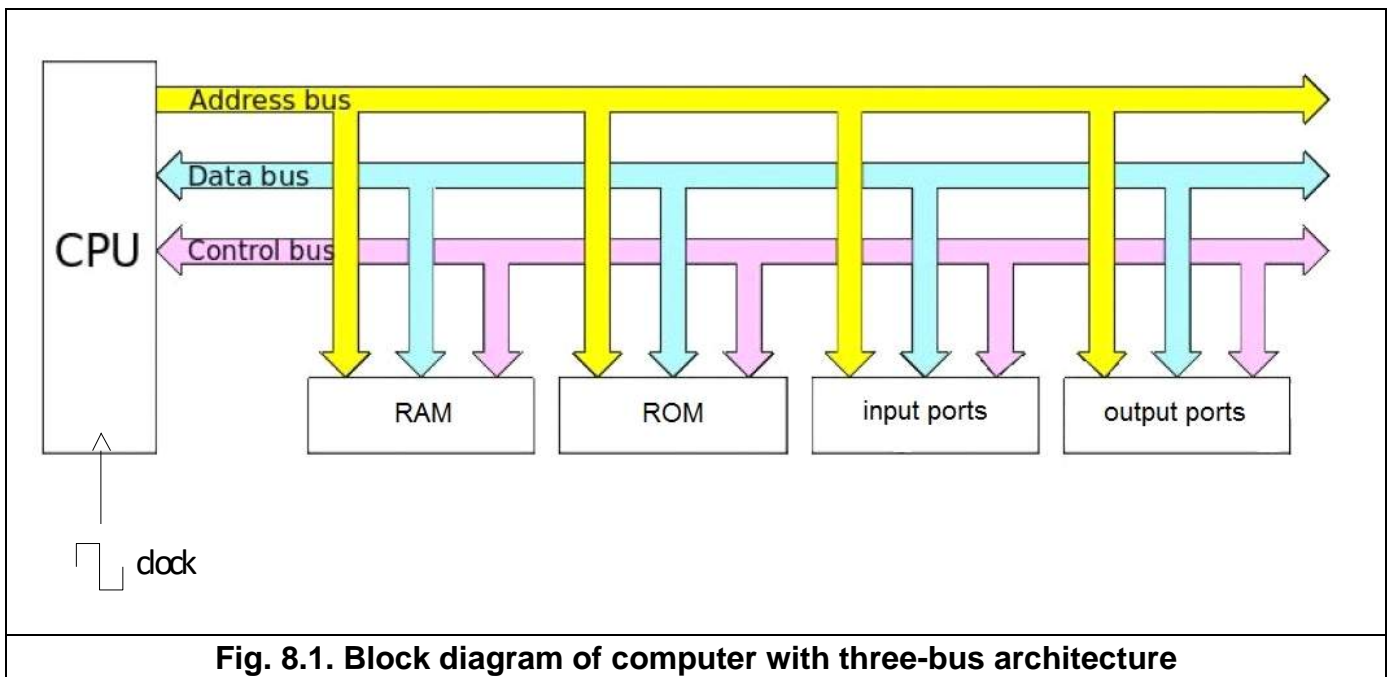 Address bus
Data bus
CPU
Control bus
RAM
ROM
input ports
output ports
clock
Fig. 8.1. Block diagram of computer with three-bus architecture